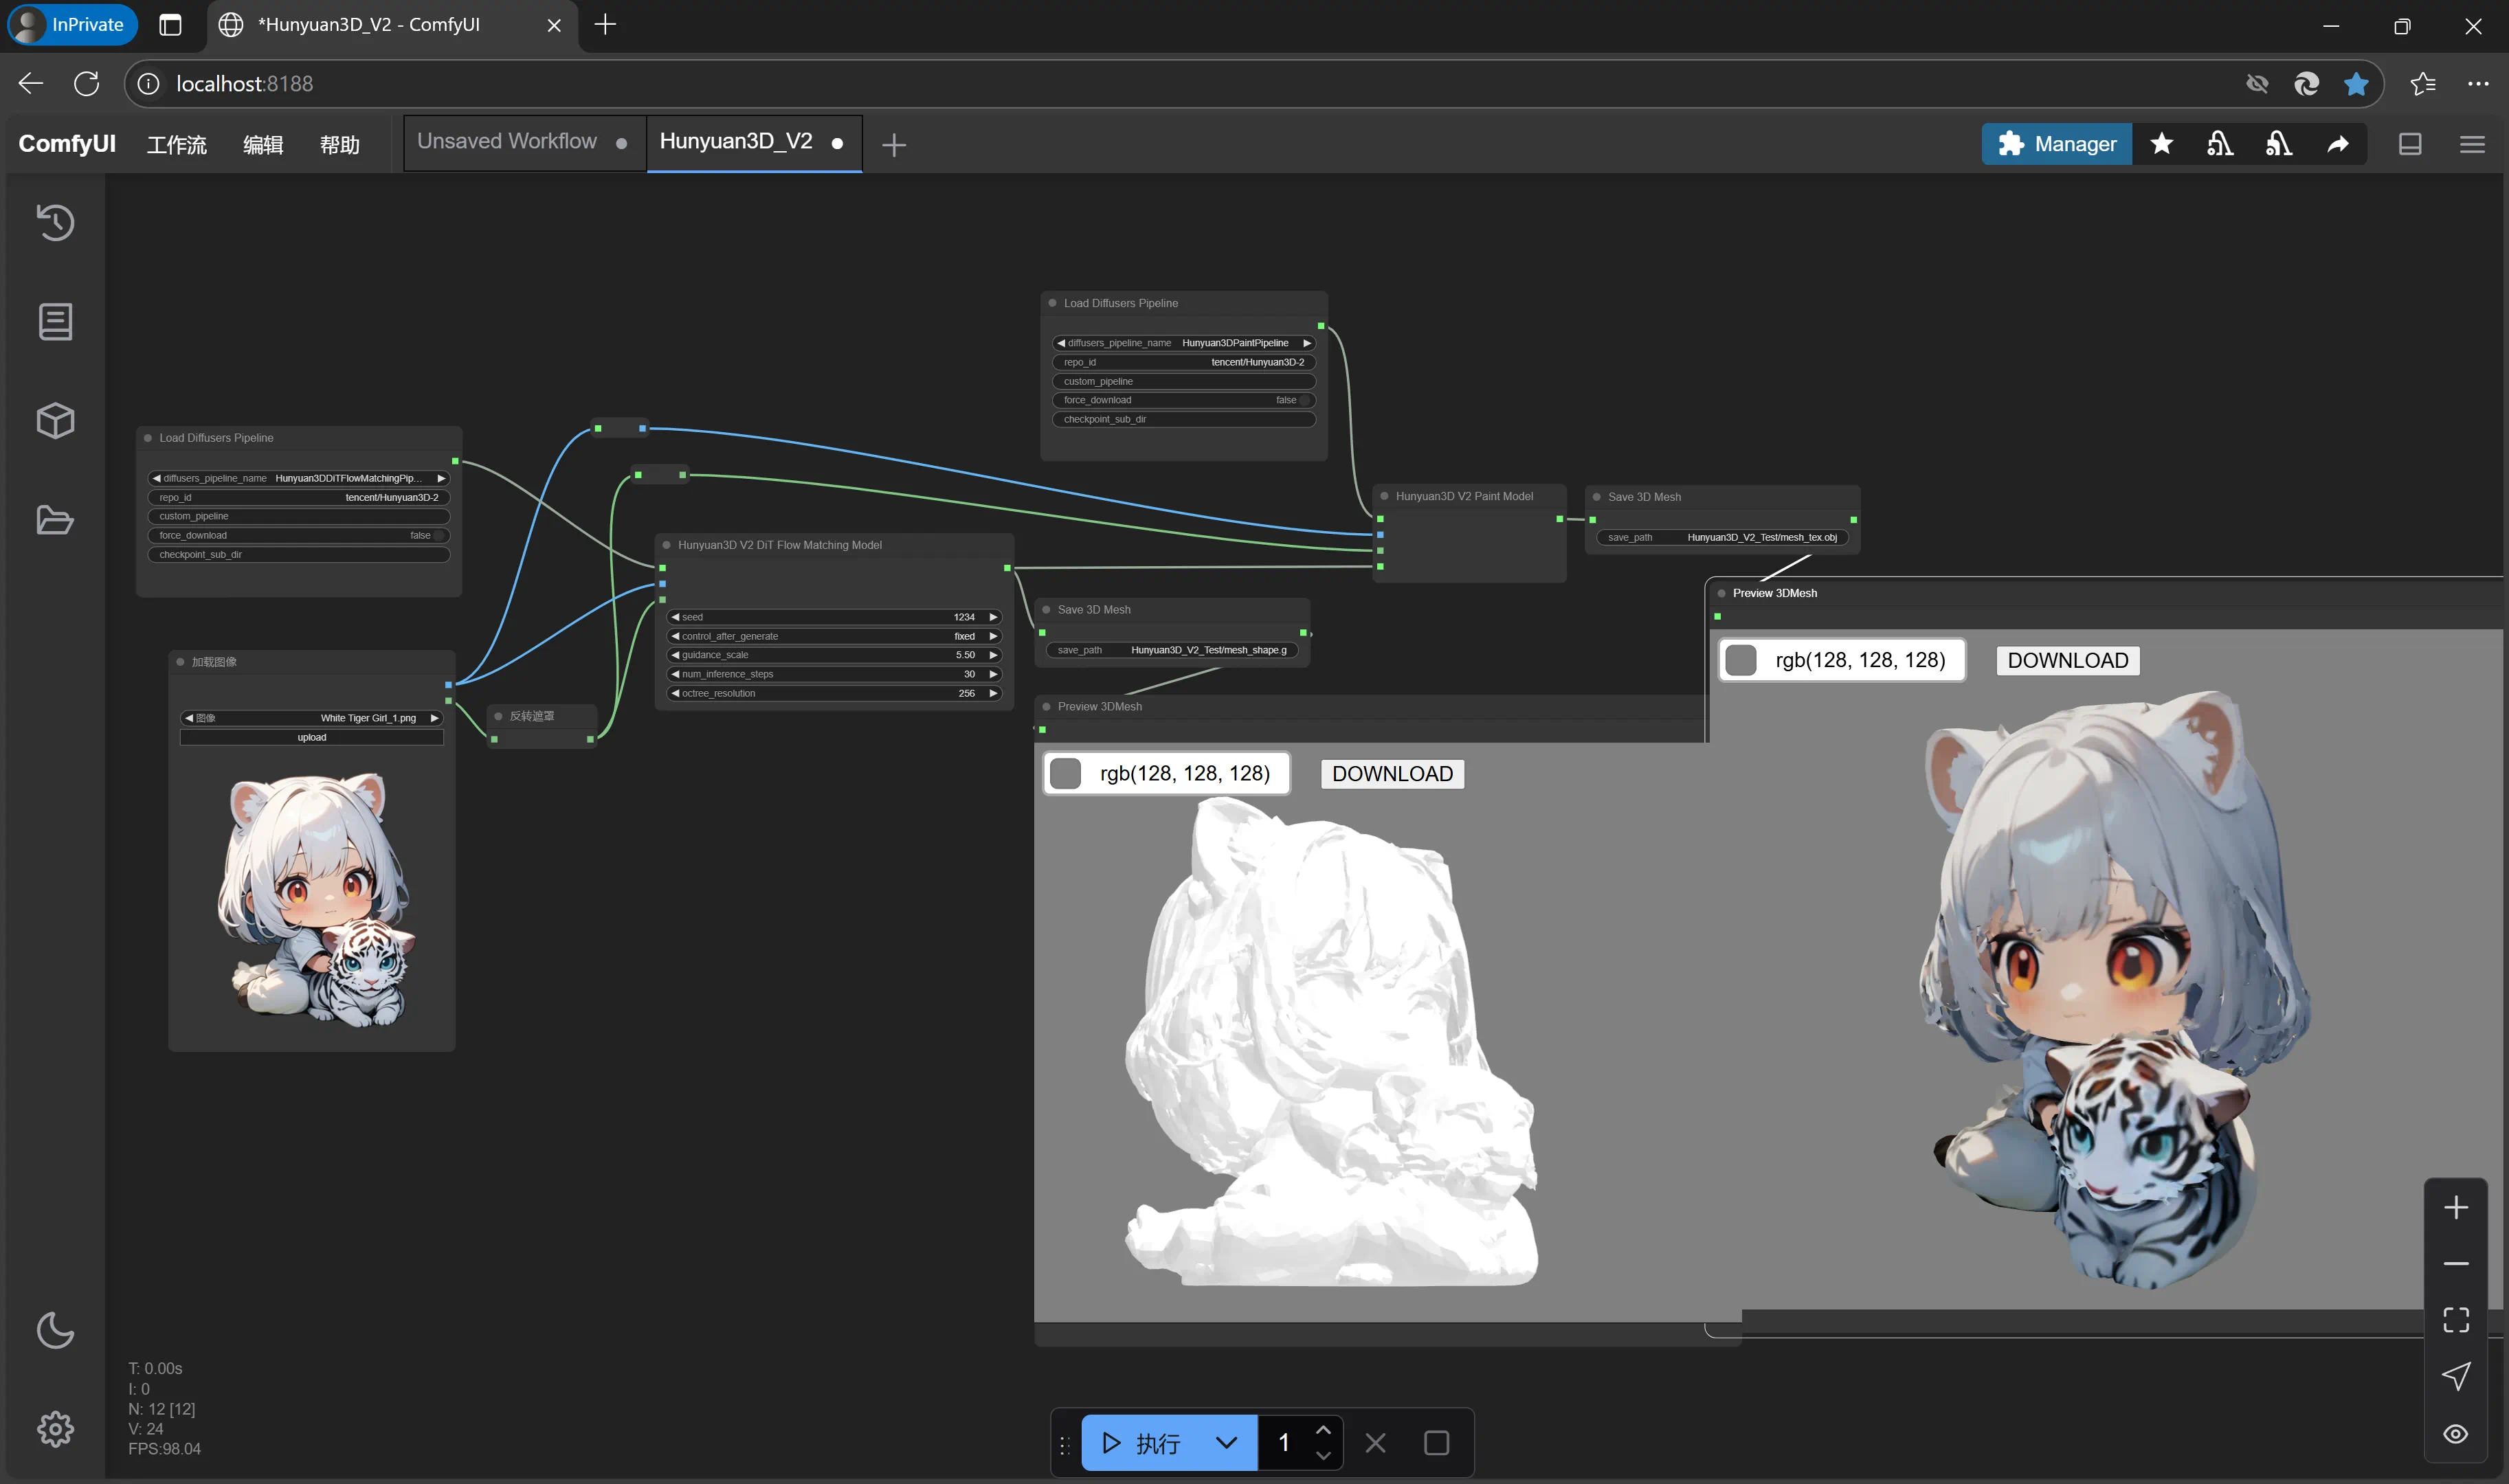 InPrivate
*Hunyuan3D_V2 - ComfyUI
localhost:8188
ComfyUI
工作流
编辑
帮助
Unsaved Workflow
Hunyuan3D_V2
Manager
Load Diffusers Pipeline
diffusers_pipeline_name Hunyuan3DPaintPipeline
repo_id tencent/Hunyuan3D-2
custom_pipeline
force_download false
checkpoint_sub_dir
Load Diffusers Pipeline
diffusers_pipeline_name Hunyuan3DDiTFlowMatchingPip...
repo_id tencent/Hunyuan3D-2
custom_pipeline
force_download false
checkpoint_sub_dir
Hunyuan3D V2 Paint Model
Save 3D Mesh
save_path Hunyuan3D_V2_Test/mesh_tex.obj
Hunyuan3D V2 DiT Flow Matching Model
seed 1234
control_after_generate fixed
guidance_scale 5.50
num_inference_steps 30
octree_resolution 256
Save 3D Mesh
save_path Hunyuan3D_V2_Test/mesh_shape.g
Preview 3DMesh
rgb(128, 128, 128)
DOWNLOAD
加载图像
图像 White Tiger Girl_1.png
upload
反转遮罩
Preview 3DMesh
rgb(128, 128, 128)
DOWNLOAD
T: 0.00s
I: 0
N: 12 [12]
V: 24
FPS:98.04
执行
1